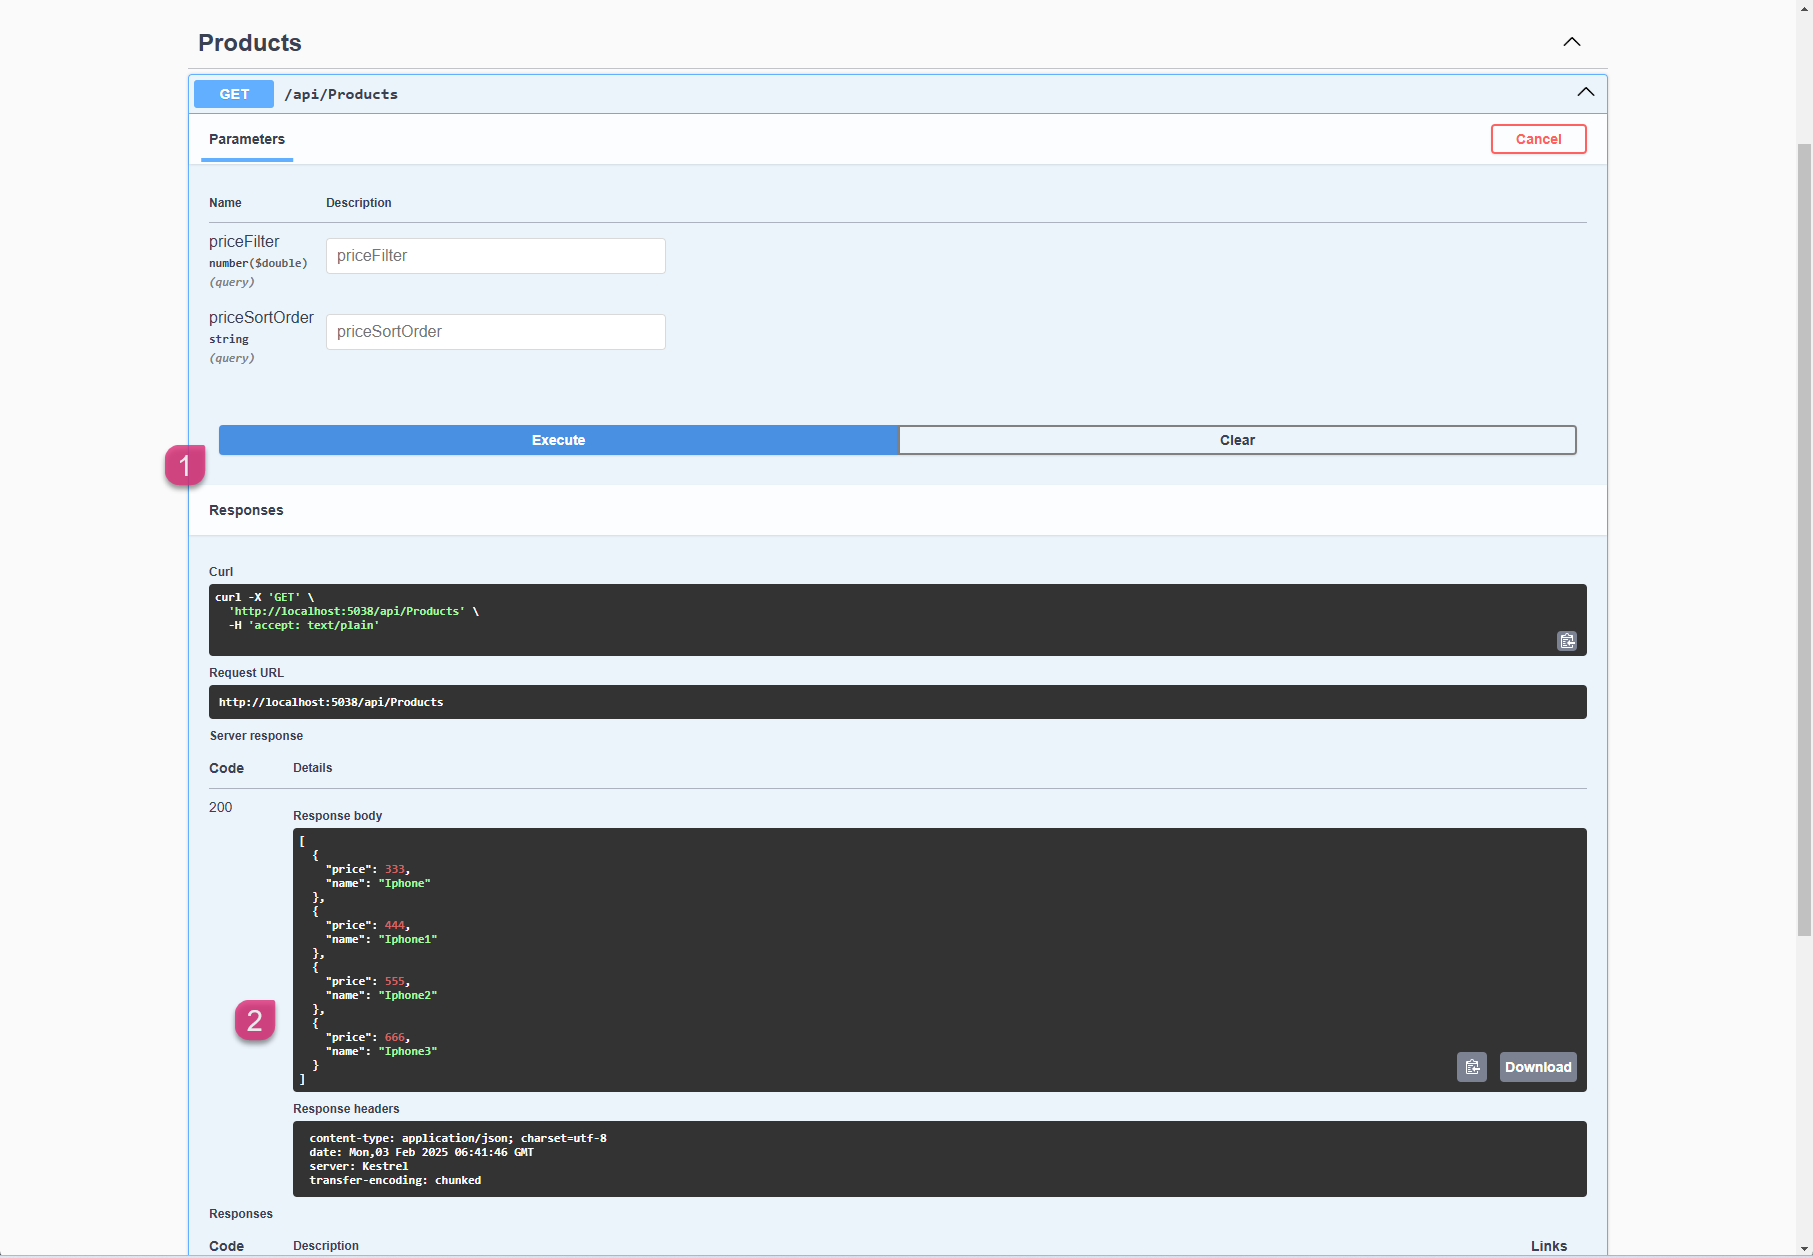 Products
GET /api/Products
Parameters
Cancel
Name Description
priceFilter
number($double)
(query)
priceFilter
priceSortOrder
string
(query)
priceSortOrder
Execute Clear
1
Responses
Curl
curl -X 'GET' \
'http://localhost:5038/api/Products' \
-H 'accept: text/plain'
Request URL
http://localhost:5038/api/Products
Server response
Code Details
200
Response body
[
{
"price": 333,
"name": "Iphone"
},
{
"price": 444,
"name": "Iphone1"
},
{
"price": 555,
"name": "Iphone2"
},
{
"price": 666,
"name": "Iphone3"
}
]
2
Download
Response headers
content-type: application/json; charset=utf-8
date: Mon,03 Feb 2025 06:41:46 GMT
server: Kestrel
transfer-encoding: chunked
Responses
Code Description Links